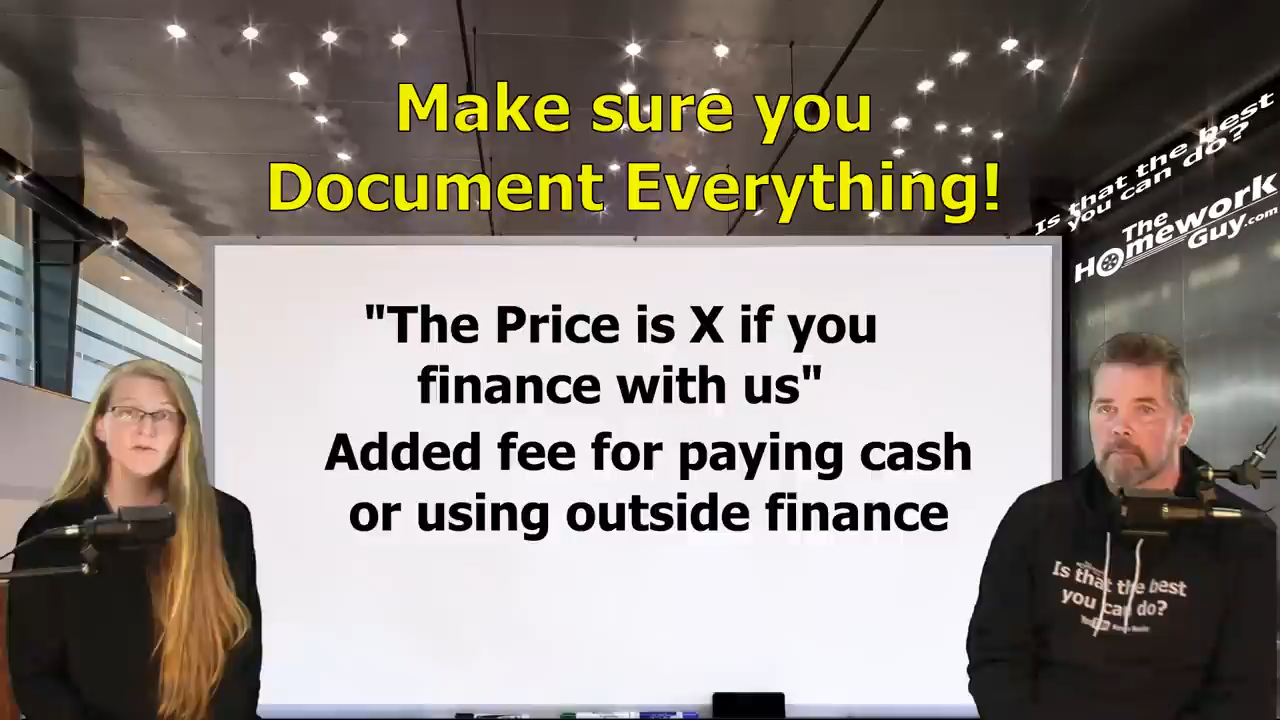 Make sure you
Document Everything!
Is that the best
you can do?
The
Homework
Guy.com
"The Price is X if you
finance with us"
Added fee for paying cash
or using outside finance
Is that the best
you can do?